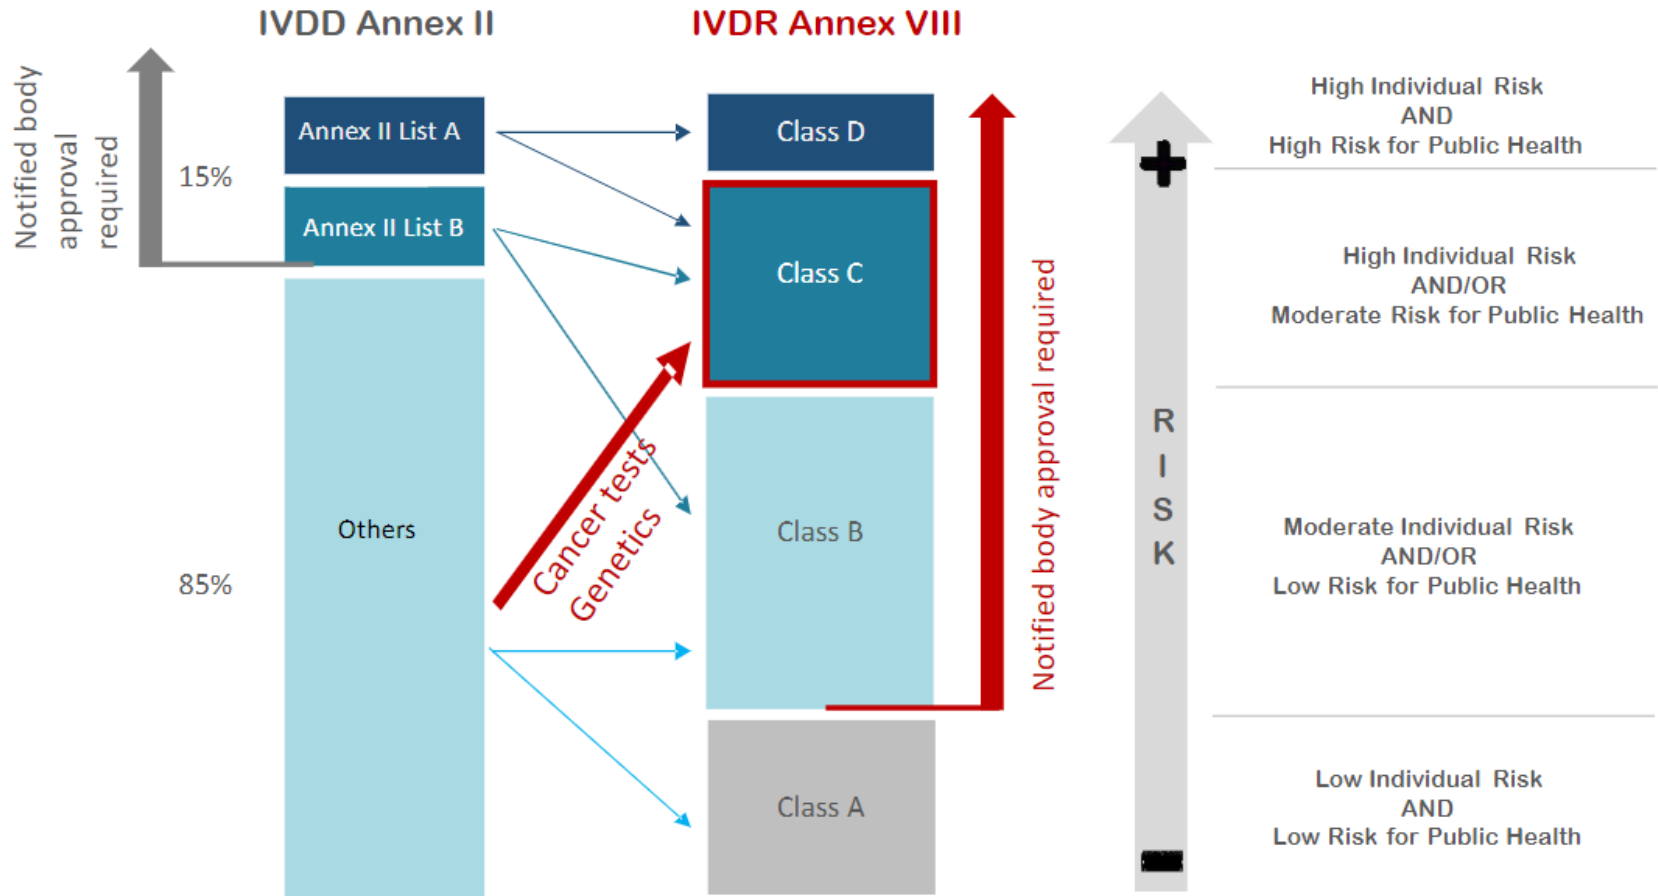 IVDD Annex II
IVDR Annex VIII
Notified body
approval
required
15%
85%
Annex II List A
Annex II List B
Others
Cancer tests
Genetics
Class D
Class C
Class B
Class A
Notified body approval required
R
I
S
K
High Individual Risk
AND
High Risk for Public Health
High Individual Risk
AND/OR
Moderate Risk for Public Health
Moderate Individual Risk
AND/OR
Low Risk for Public Health
Low Individual Risk
AND
Low Risk for Public Health